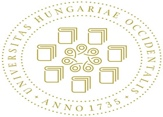 UNIVERSITAS HUNGARIAE OCCIDENTALIS
ANNO 1735